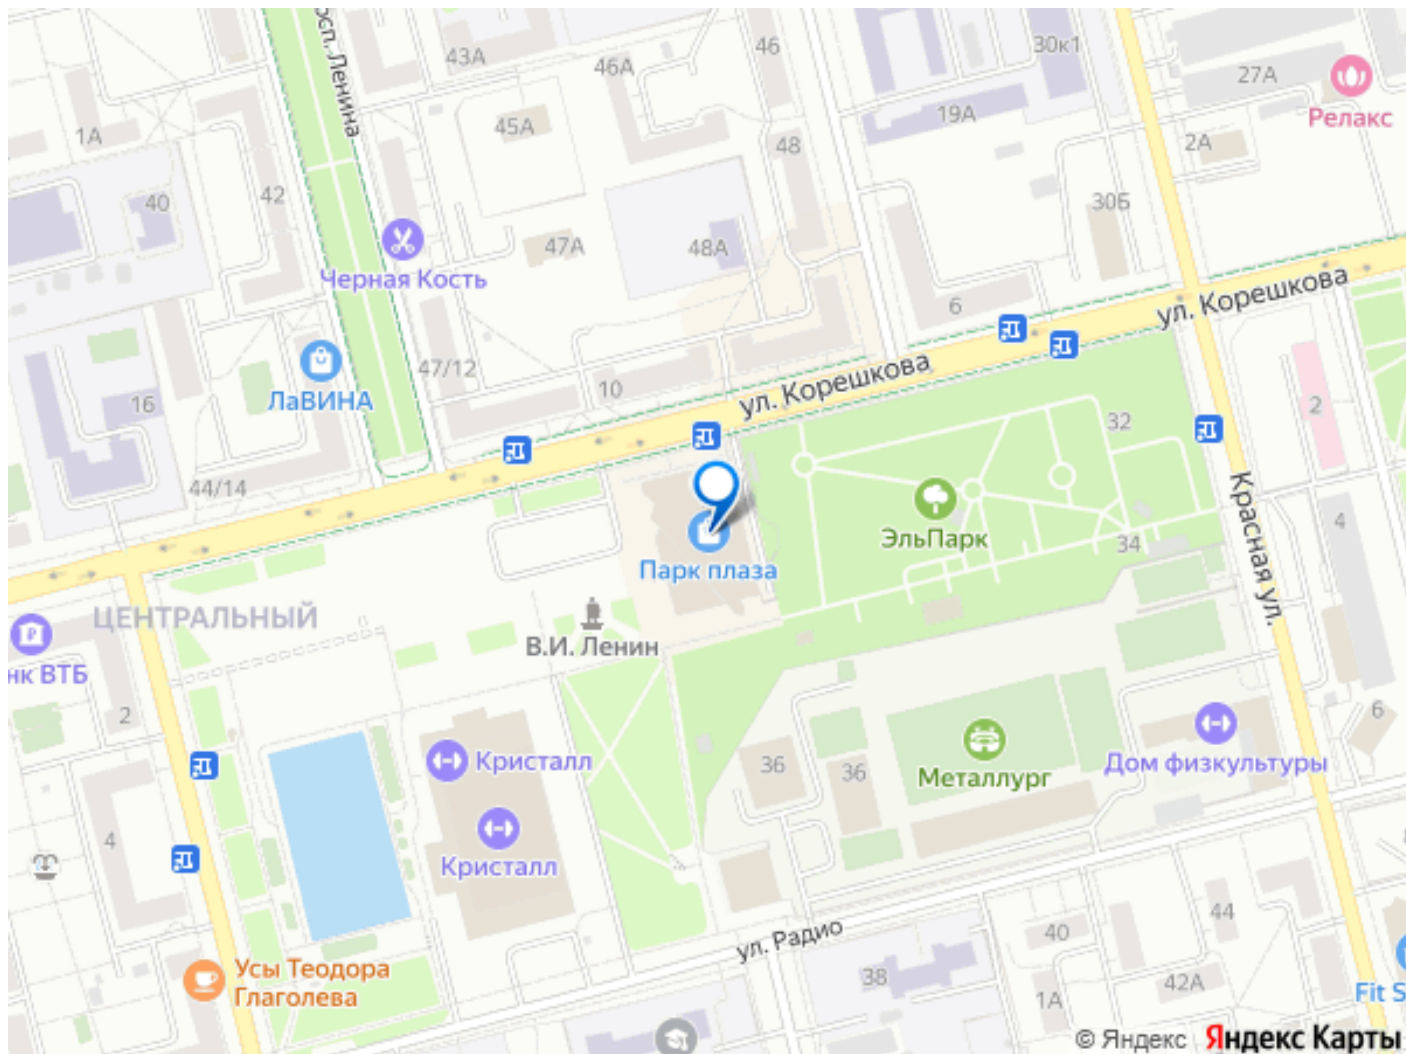 осп. Ленина
43А
46А
46
30к1
27А
Релакс
1А
45А
19А
48
2А
42
40
30Б
47А
48А
Черная Кость
6
ул. Корешкова
47/12
10
ул. Корешкова
ЛаВИНА
16
2
32
44/14
Красная ул.
ЭльПарк
34
4
Парк плаза
ЦЕНТРАЛЬНЫЙ
В.И. Ленин
нк ВТБ
2
6
Кристалл
36
36
Металлург
Дом физкультуры
4
Кристалл
ул. Радио
44
40
Усы Теодора
Глаголева
38
42А
1А
Fit S
© Яндекс Яндекс Карты